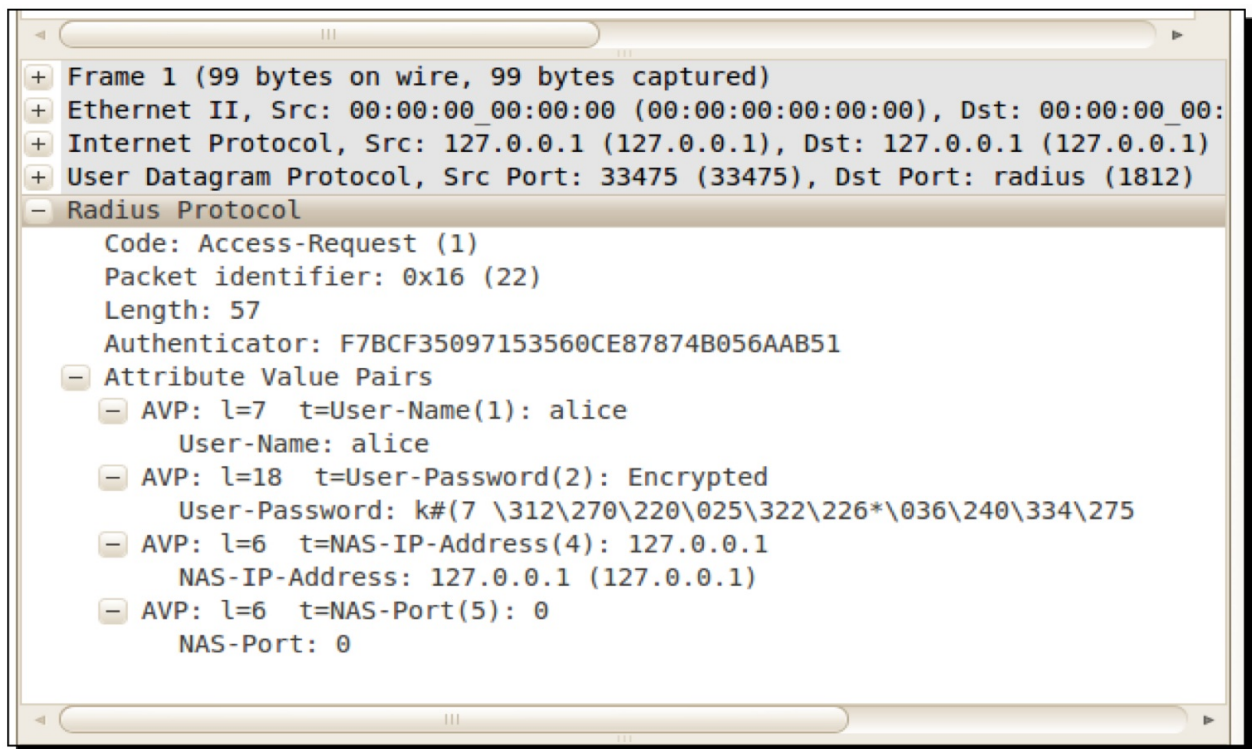 Frame 1 (99 bytes on wire, 99 bytes captured)
Ethernet II, Src: 00:00:00_00:00:00 (00:00:00:00:00:00), Dst: 00:00:00_00:
Internet Protocol, Src: 127.0.0.1 (127.0.0.1), Dst: 127.0.0.1 (127.0.0.1)
User Datagram Protocol, Src Port: 33475 (33475), Dst Port: radius (1812)
Radius Protocol
Code: Access-Request (1)
Packet identifier: 0x16 (22)
Length: 57
Authenticator: F7BCF35097153560CE87874B056AAB51
Attribute Value Pairs
AVP: l=7  t=User-Name(1): alice
User-Name: alice
AVP: l=18  t=User-Password(2): Encrypted
User-Password: k#(7 \312\270\220\025\322\226*\036\240\334\275
AVP: l=6  t=NAS-IP-Address(4): 127.0.0.1
NAS-IP-Address: 127.0.0.1 (127.0.0.1)
AVP: l=6  t=NAS-Port(5): 0
NAS-Port: 0